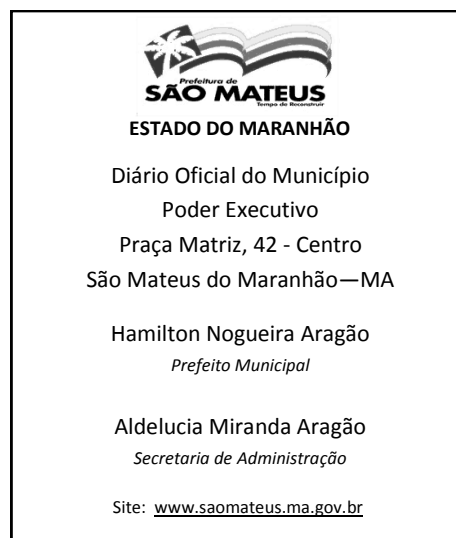 Prefeitura de
SÃO MATEUS
Tempo de Reconstruir
ESTADO DO MARANHÃO
Diário Oficial do Município
Poder Executivo
Praça Matriz, 42 - Centro
São Mateus do Maranhão—MA
Hamilton Nogueira Aragão
Prefeito Municipal
Aldelucia Miranda Aragão
Secretaria de Administração
Site: www.saomateus.ma.gov.br